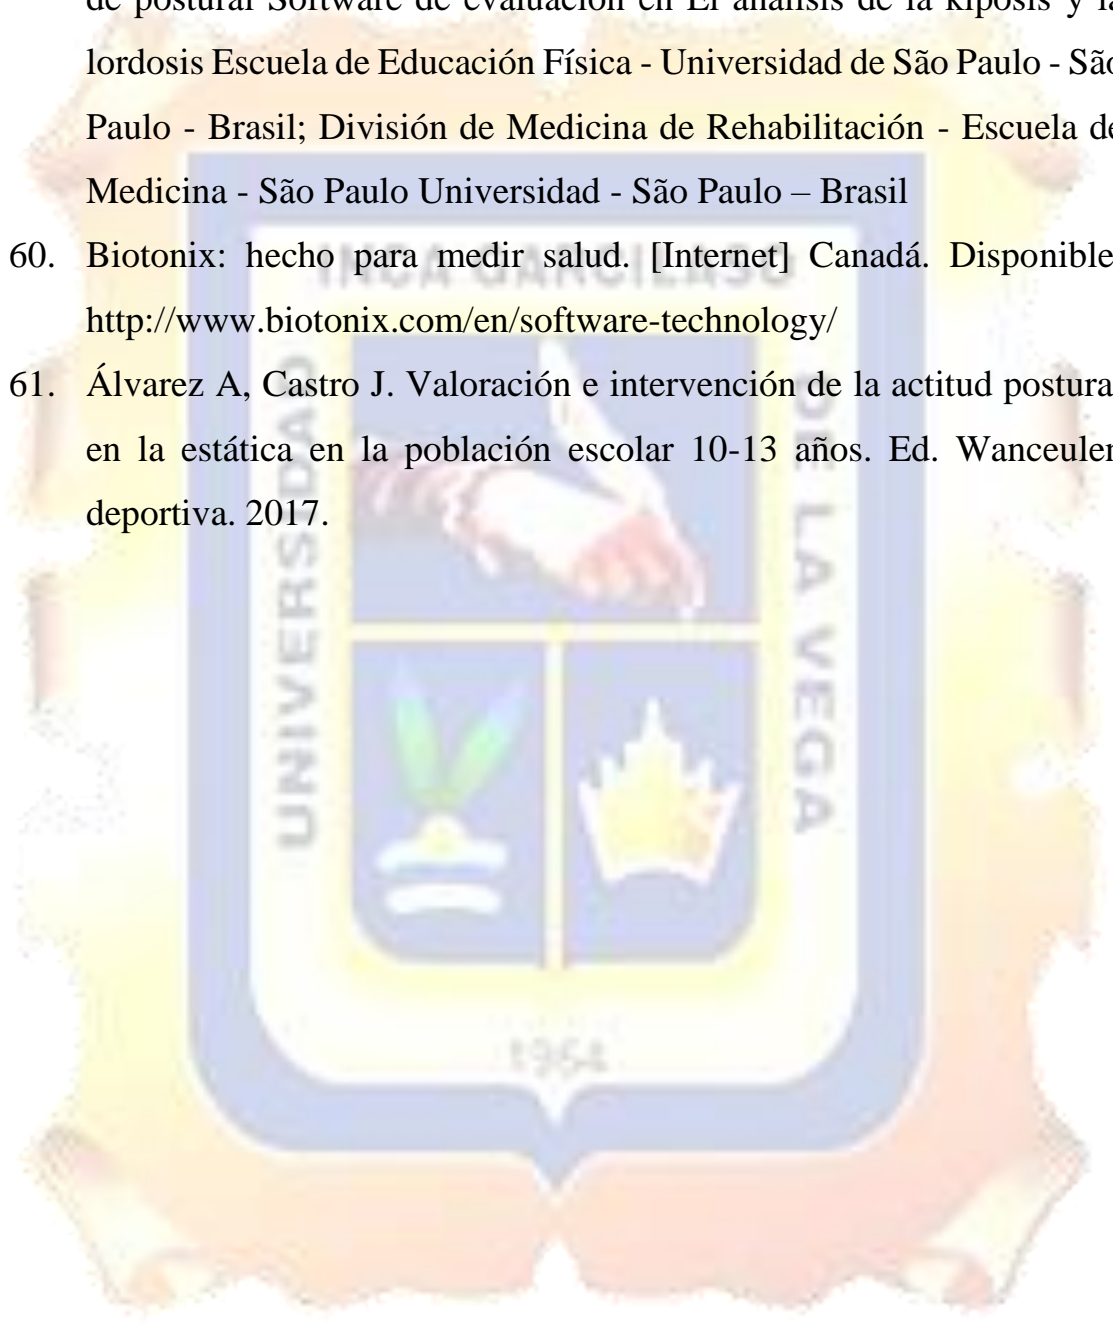 de postural Software de evaluación en El análisis de la kiposis y la
lordosis Escuela de Educación Física - Universidad de São Paulo - São
Paulo - Brasil; División de Medicina de Rehabilitación - Escuela de
Medicina - São Paulo Universidad - São Paulo – Brasil
60. Biotonix: hecho para medir salud. [Internet] Canadá. Disponible
http://www.biotonix.com/en/software-technology/
61. Álvarez A, Castro J. Valoración e intervención de la actitud postural
en la estática en la población escolar 10-13 años. Ed. Wanceulen
deportiva. 2017.
INCA GARCILASO
UNIVERSIDAD
DE LA VEGA
1964